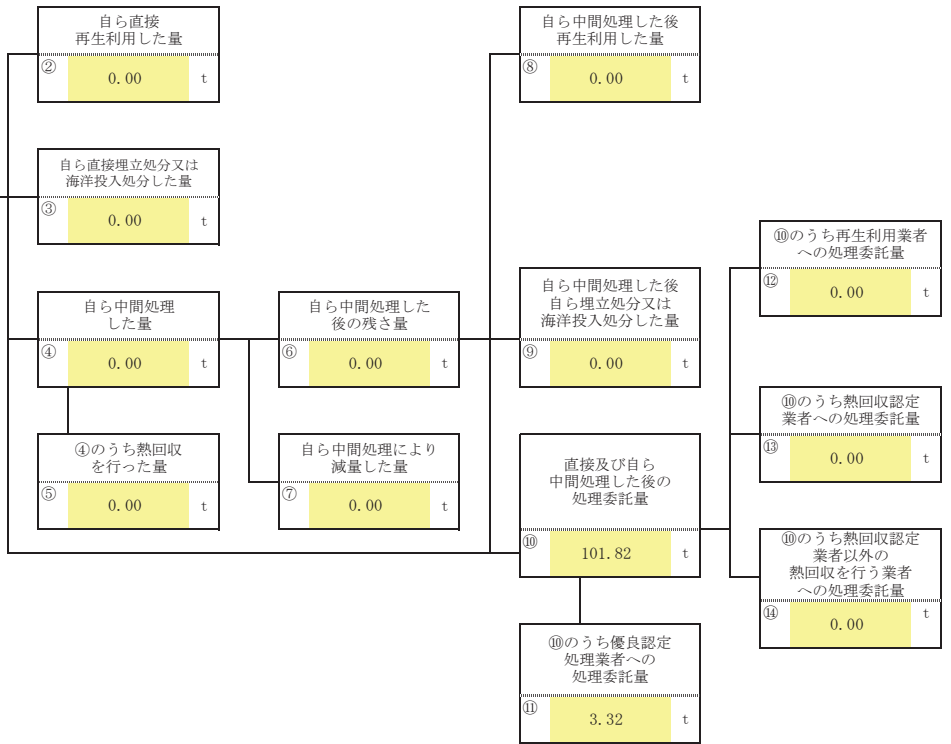 自ら直接
再生利用した量
②
0.00
t
自ら直接埋立処分又は
海洋投入処分した量
③
0.00
t
自ら中間処理
した量
④
0.00
t
④のうち熱回収
を行った量
⑤
0.00
t
自ら中間処理した
後の残さ量
⑥
0.00
t
自ら中間処理により
減量した量
⑦
0.00
t
自ら中間処理した後
再生利用した量
⑧
0.00
t
自ら中間処理した後
自ら埋立処分又は
海洋投入処分した量
⑨
0.00
t
直接及び自ら
中間処理した後の
処理委託量
⑩
101.82
t
⑩のうち優良認定
処理業者への
処理委託量
⑪
3.32
t
⑩のうち再生利用業者
への処理委託量
⑫
0.00
t
⑩のうち熱回収認定
業者への処理委託量
⑬
0.00
t
⑩のうち熱回収認定
業者以外の
熱回収を行う業者
への処理委託量
⑭
0.00
t